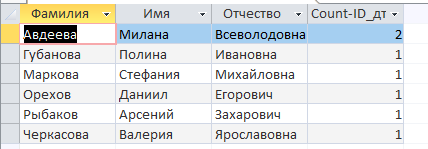 Фамилия Имя Отчество Count-ID_дт
Авдеева Милана Всеволодовна 2
Губанова Полина Ивановна 1
Маркова Стефания Михайловна 1
Орехов Даниил Егорович 1
Рыбаков Арсений Захарович 1
Черкасова Валерия Ярославовна 1